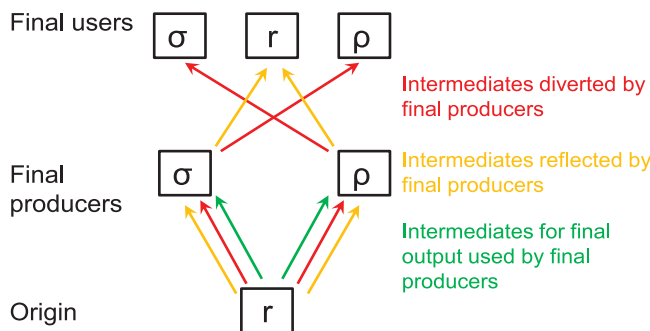 Final users
σ
r
ρ
Intermediates diverted by
final producers
Final
producers
σ
ρ
Intermediates reflected by
final producers
Intermediates for final
output used by final
producers
Origin
r